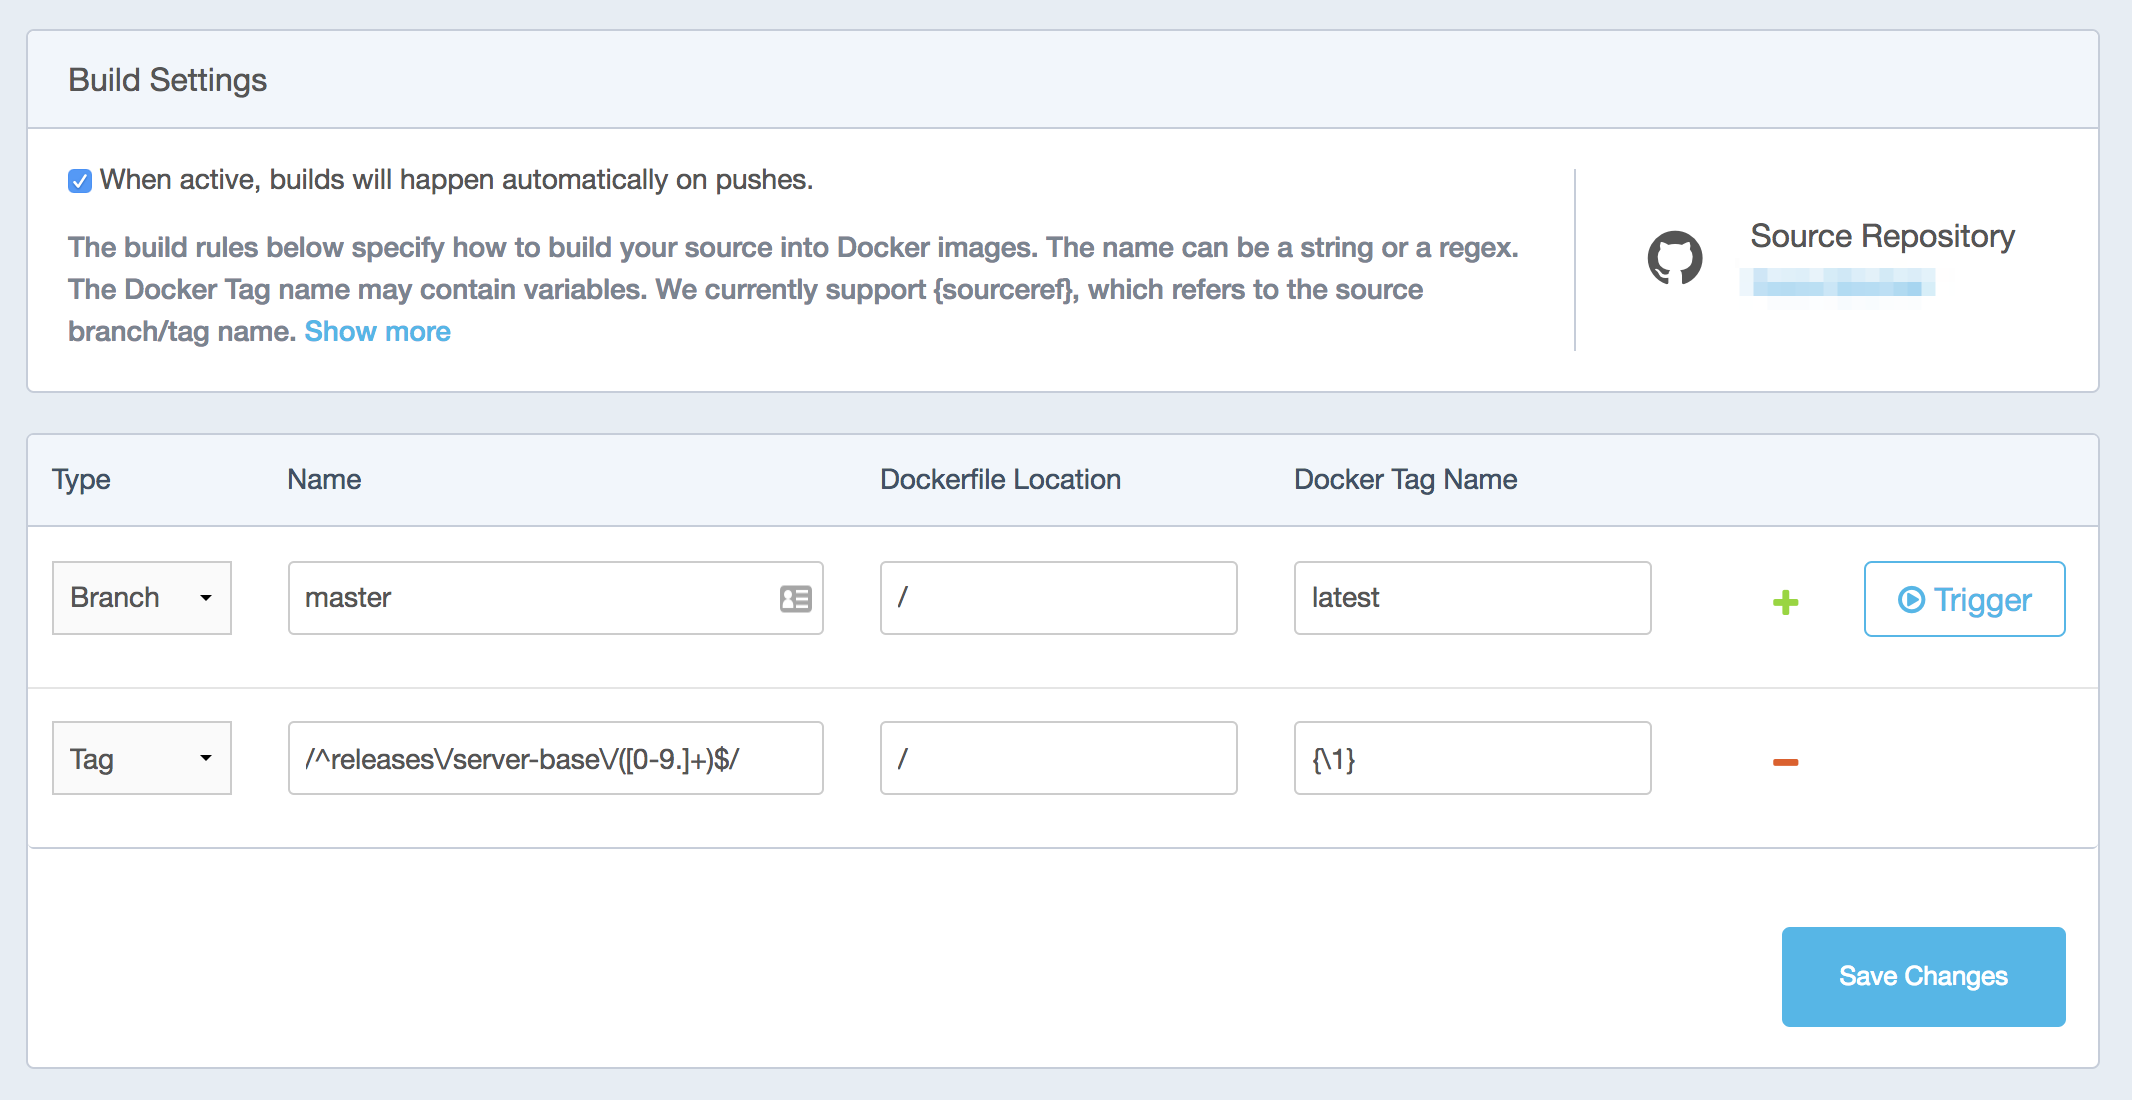 Build Settings
When active, builds will happen automatically on pushes.
The build rules below specify how to build your source into Docker images. The name can be a string or a regex.
The Docker Tag name may contain variables. We currently support {sourceref}, which refers to the source
branch/tag name. Show more
Source Repository
Type Name Dockerfile Location Docker Tag Name
Branch master / latest Trigger
Tag /^releases\/server-base\/([0-9.]+)$/ / {\1}
Save Changes